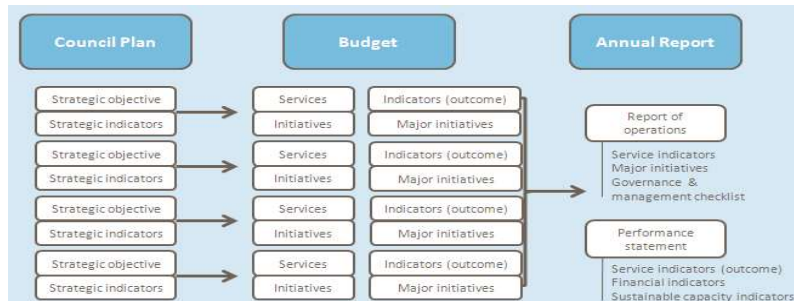 Council Plan
Budget
Annual Report
Strategic objective
Strategic indicators
Services
Initiatives
Indicators (outcome)
Major initiatives
Strategic objective
Strategic indicators
Services
Initiatives
Indicators (outcome)
Major initiatives
Strategic objective
Strategic indicators
Services
Initiatives
Indicators (outcome)
Major initiatives
Strategic objective
Strategic indicators
Services
Initiatives
Indicators (outcome)
Major initiatives
Report of
operations
Service indicators
Major initiatives
Governance &
management checklist
Performance
statement
Service indicators (outcome)
Financial indicators
Sustainable capacity indicators